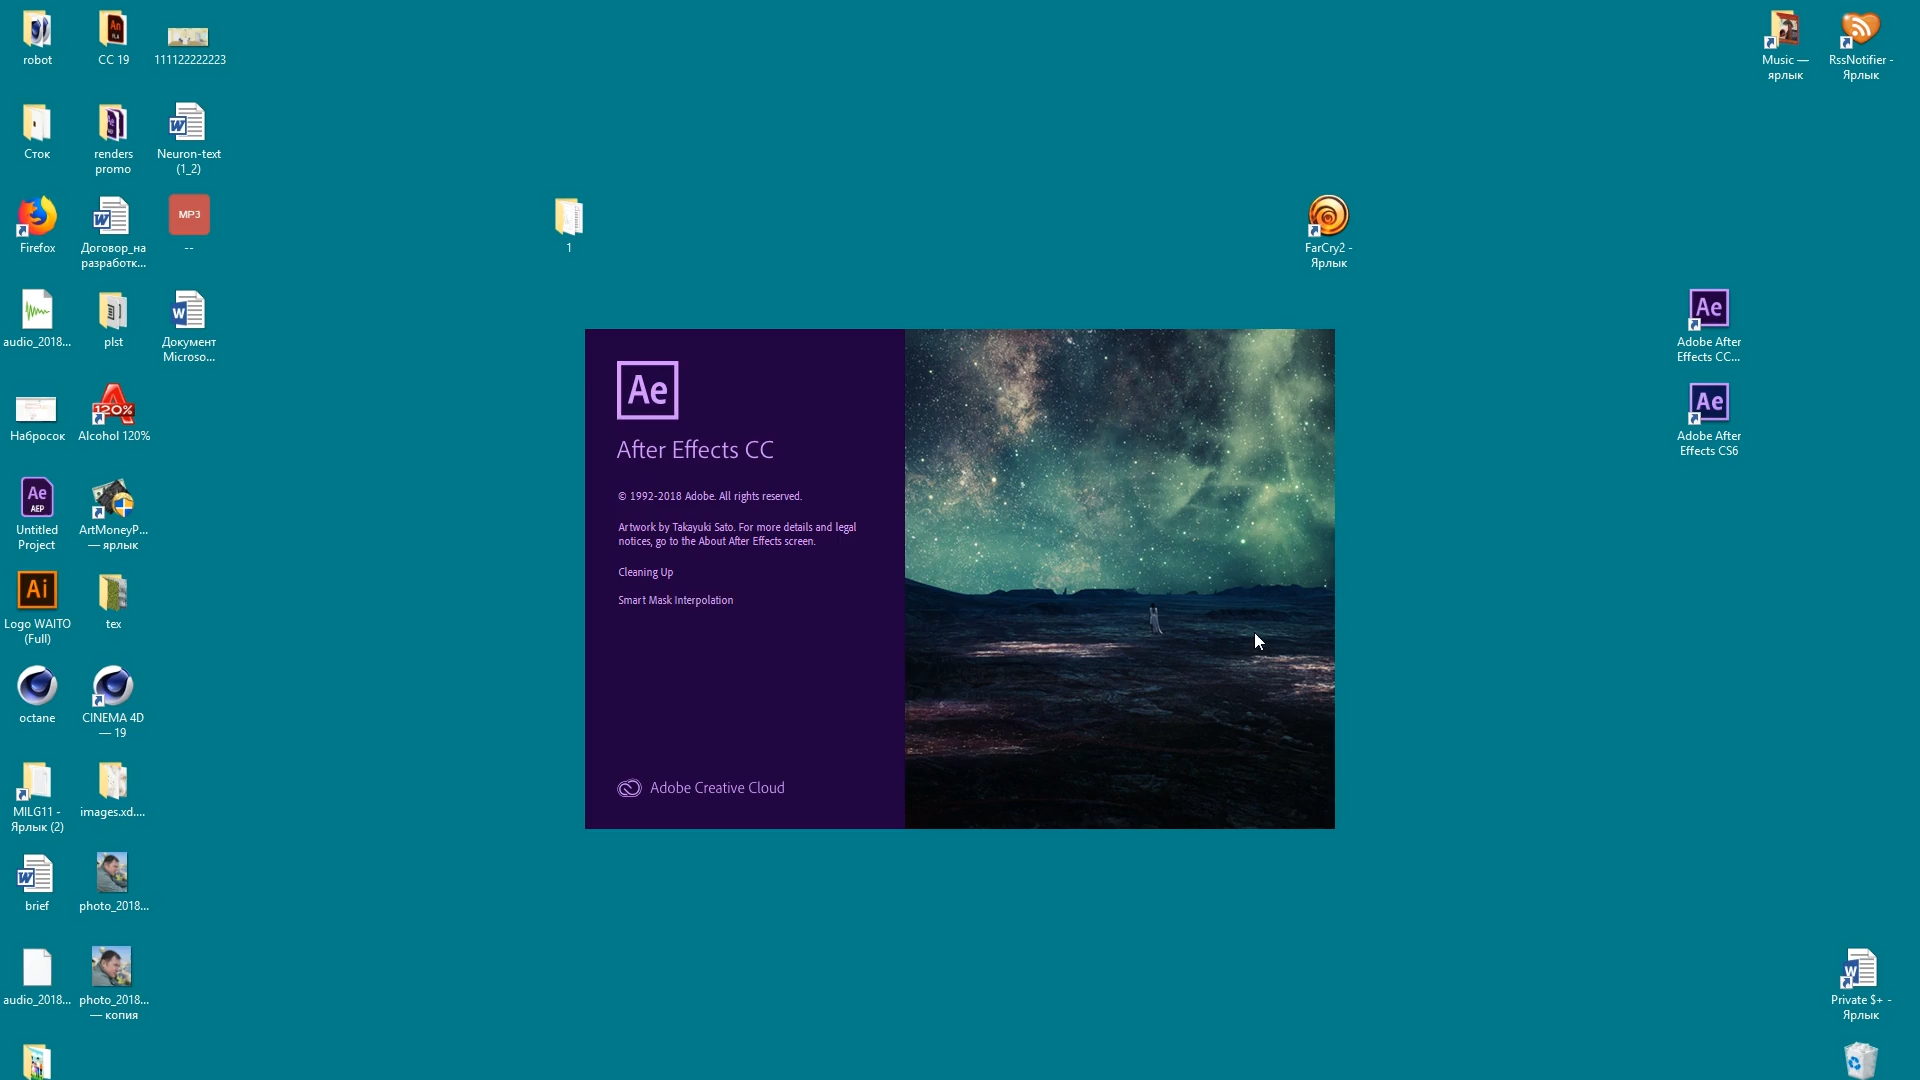 robot
CC 19
111122222223
Music —
ярлык
RssNotifier -
Ярлык
Сток
renders
promo
Neuron-text
(1_2)
Firefox
Договор_на
разработк...
MP3
--
1
FarCry2 -
Ярлык
audio_2018...
plst
Документ
Microso...
Ae
Adobe After
Effects CC...
Набросок
120%
Alcohol 120%
Ae
Adobe After
Effects CS6
Ae
AEP
Untitled
Project
ArtMoneyP...
— ярлык
Ai
Logo WAITO
(Full)
tex
octane
CINEMA 4D
— 19
MILG11 -
Ярлык (2)
images.xd....
brief
photo_2018...
audio_2018...
photo_2018...
— копия
Private $+ -
Ярлык
Ae
After Effects CC
© 1992-2018 Adobe. All rights reserved.
Artwork by Takayuki Sato. For more details and legal
notices, go to the About After Effects screen.
Cleaning Up
Smart Mask Interpolation
Adobe Creative Cloud